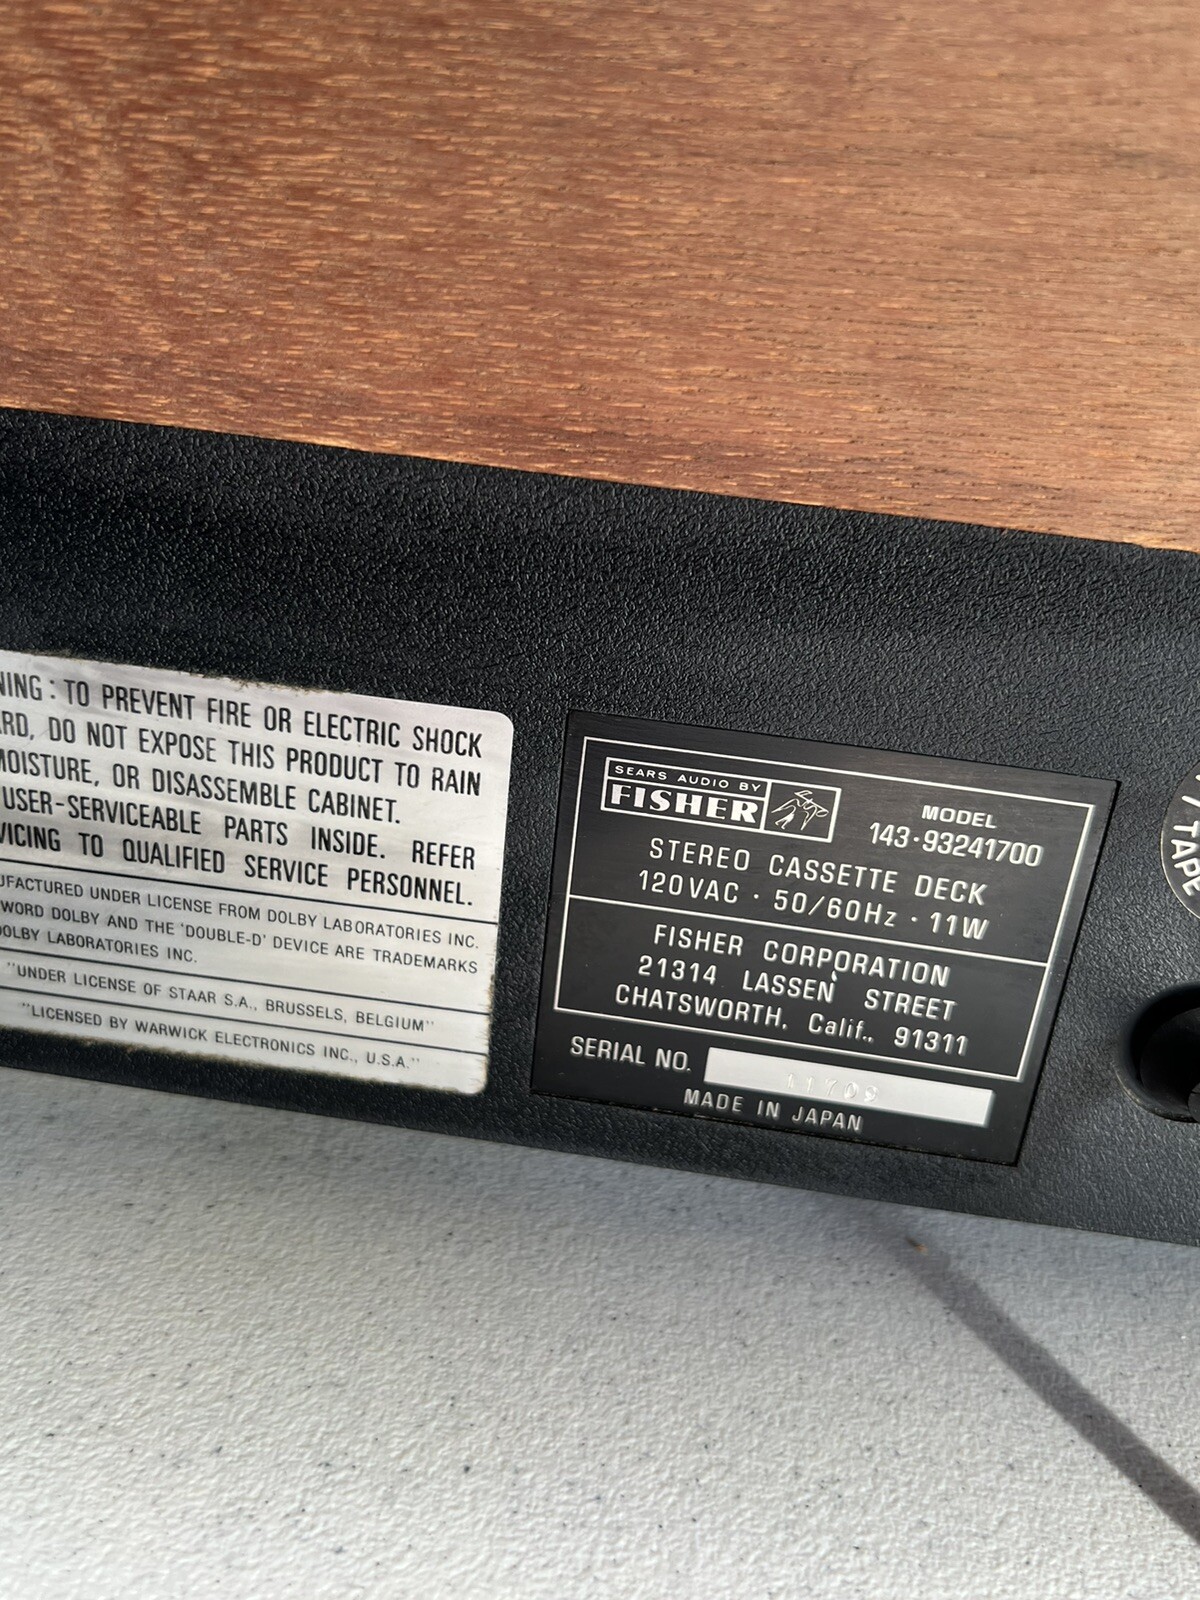 NING : TO PREVENT FIRE OR ELECTRIC SHOCK
ARD, DO NOT EXPOSE THIS PRODUCT TO RAIN
MOISTURE, OR DISASSEMBLE CABINET.
USER-SERVICEABLE PARTS INSIDE. REFER
VICING TO QUALIFIED SERVICE PERSONNEL.
UFACTURED UNDER LICENSE FROM DOLBY LABORATORIES INC.
WORD DOLBY AND THE 'DOUBLE-D' DEVICE ARE TRADEMARKS
DOLBY LABORATORIES INC.
"UNDER LICENSE OF STAAR S.A., BRUSSELS, BELGIUM"
"LICENSED BY WARWICK ELECTRONICS INC., U.S.A."
SEARS AUDIO BY
FISHER
MODEL
143·93241700
STEREO CASSETTE DECK
120VAC · 50/60Hz · 11W
FISHER CORPORATION
21314 LASSEN STREET
CHATSWORTH, Calif., 91311
SERIAL NO.
MADE IN JAPAN
TAPE